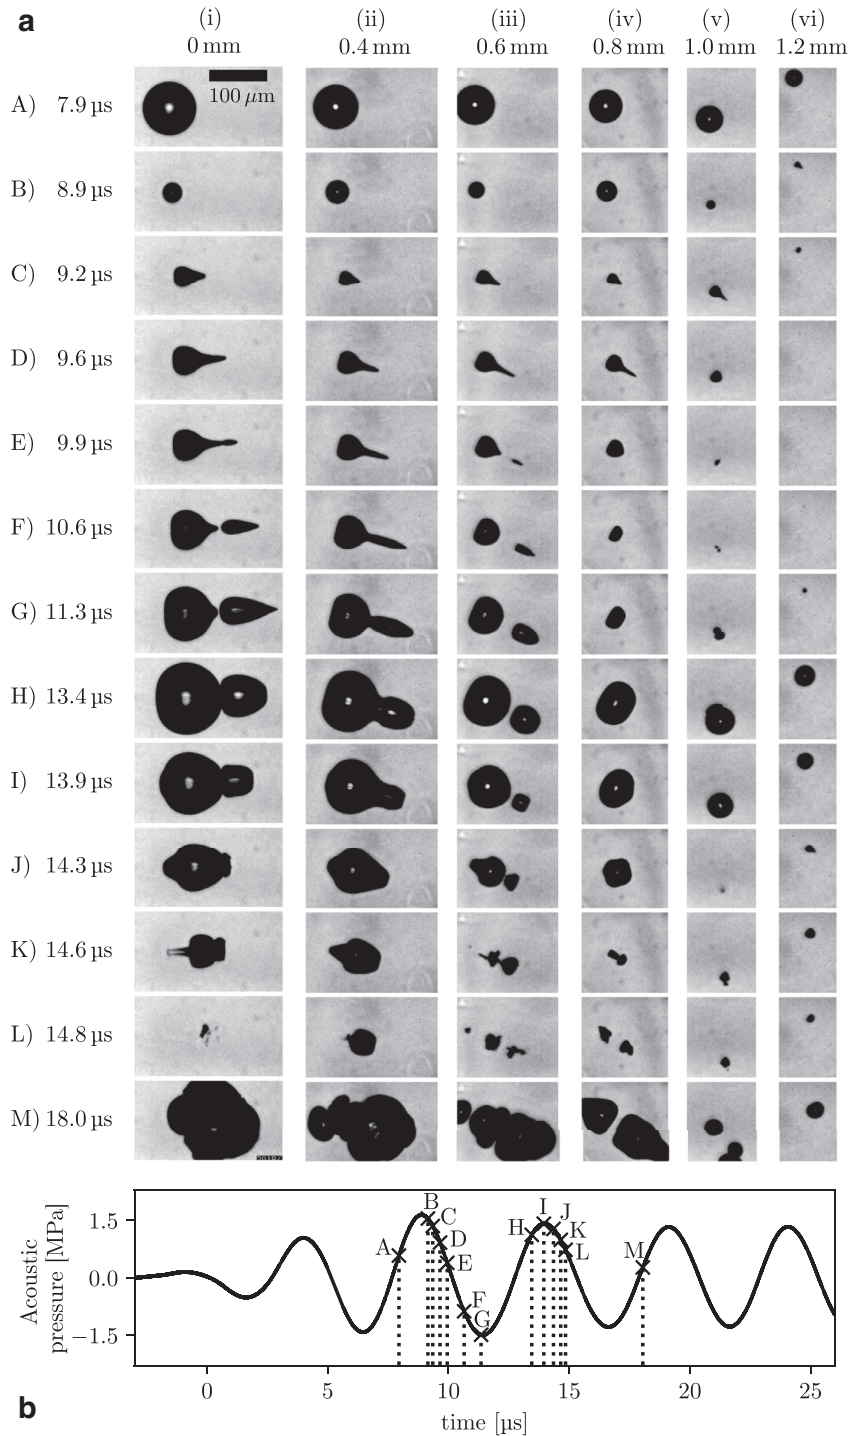 a
(i) (ii) (iii) (iv) (v) (vi)
0 mm 0.4 mm 0.6 mm 0.8 mm 1.0 mm 1.2 mm
100 μm
A) 7.9 µs
B) 8.9 µs
C) 9.2 µs
D) 9.6 µs
E) 9.9 µs
F) 10.6 µs
G) 11.3 µs
H) 13.4 µs
I) 13.9 µs
J) 14.3 µs
K) 14.6 µs
L) 14.8 µs
M) 18.0 µs
Acoustic
pressure [MPa]
1.5
0.0
−1.5
A
B
C
D
E
F
G
H
I
J
K
L
M
0 5 10 15 20 25
time [µs]
b